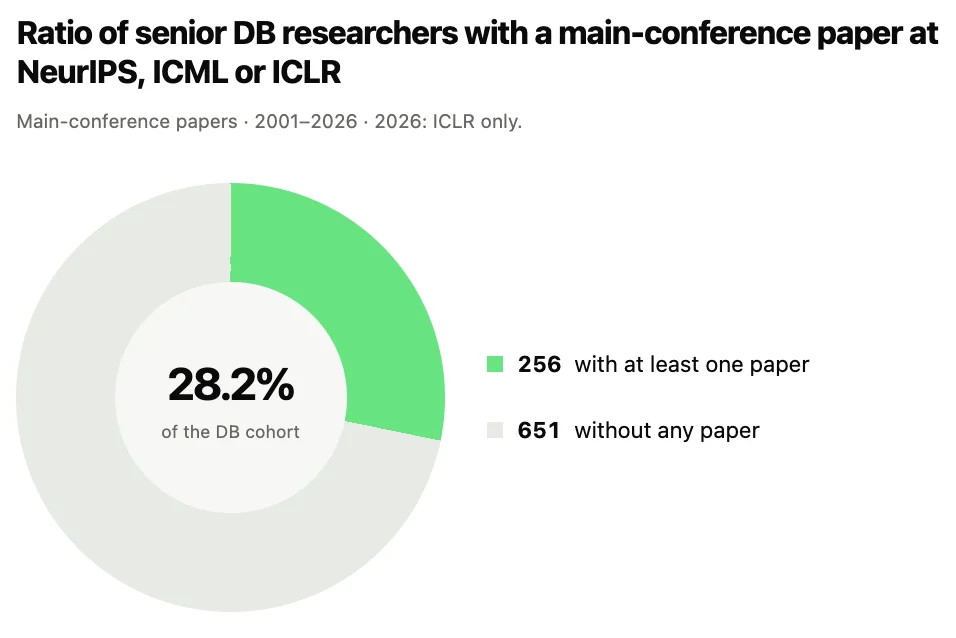 Ratio of senior DB researchers with a main-conference paper at
NeurIPS, ICML or ICLR
Main-conference papers · 2001–2026 · 2026: ICLR only.
28.2%
of the DB cohort
256 with at least one paper
651 without any paper